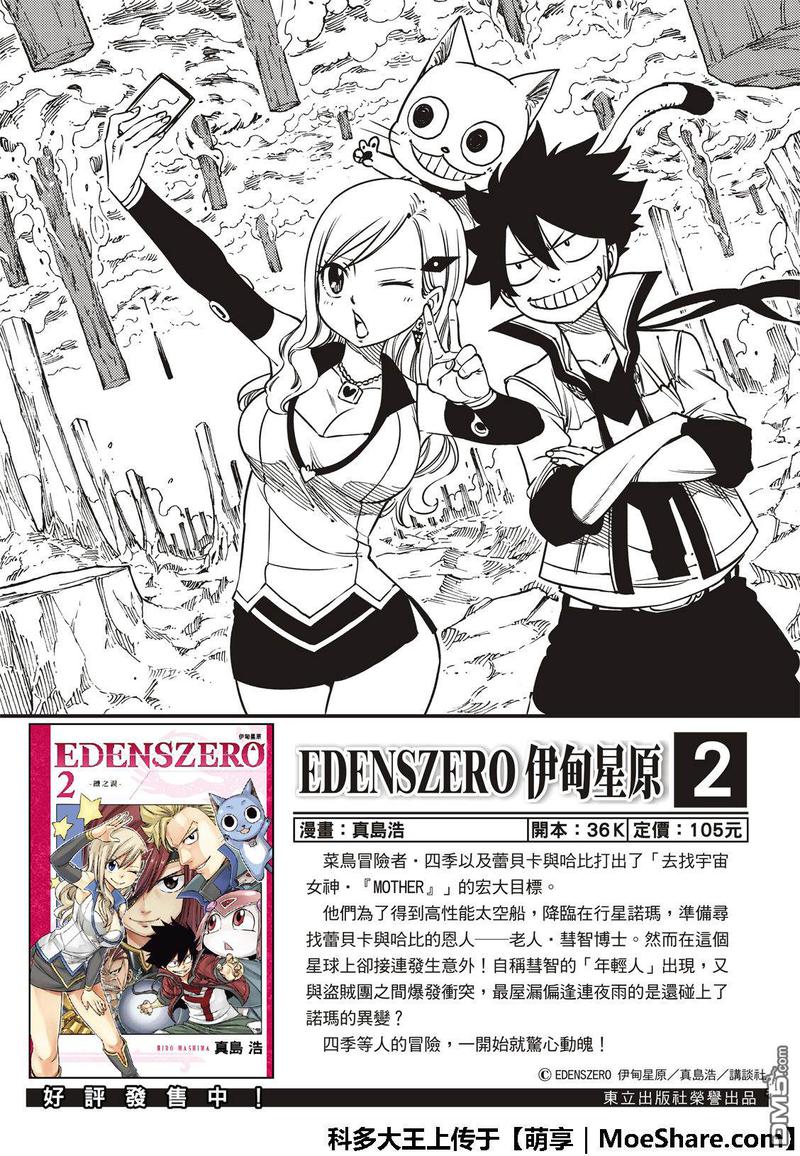 伊甸星原
EDENSZERO
2
-機之淚-
HIRO MASHIMA 真島 浩
EDENSZERO 伊甸星原 2
漫畫：真島浩
開本：36K
定價：105元
菜鳥冒險者・四季以及蕾貝卡與哈比打出了「去找宇宙
女神・『MOTHER』」的宏大目標。
他們為了得到高性能太空船，降臨在行星諾瑪，準備尋
找蕾貝卡與哈比的恩人──老人・彗智博士。然而在這個
星球上卻接連發生意外！自稱彗智的「年輕人」出現，又
與盜賊團之間爆發衝突，最屋漏偏逢連夜雨的是還碰上了
諾瑪的異變？
四季等人的冒險，一開始就驚心動魄！
© EDENSZERO 伊甸星原／真島浩／講談社
好評發售中！
東立出版社榮譽出品
科多大王上传于【萌享|MoeShare.com】
DM5.com